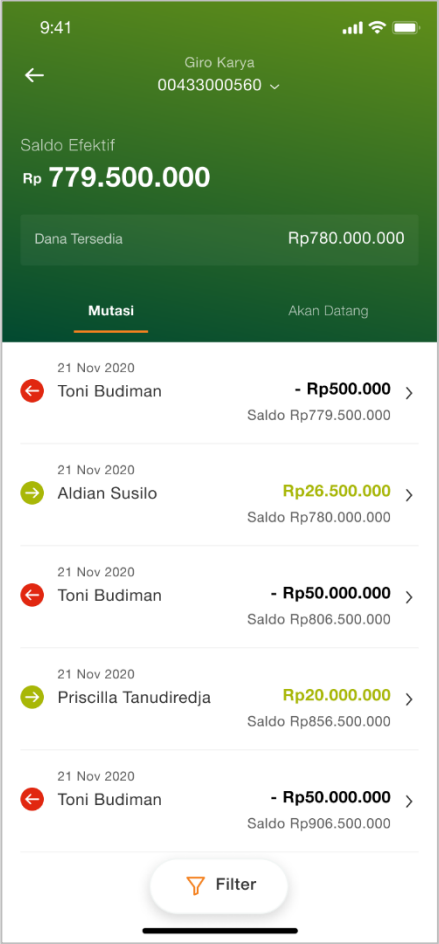 9:41
Giro Karya
00433000560
Saldo Efektif
Rp 779.500.000
Dana Tersedia Rp780.000.000
Mutasi Akan Datang
21 Nov 2020
Toni Budiman - Rp500.000
Saldo Rp779.500.000
21 Nov 2020
Aldian Susilo Rp26.500.000
Saldo Rp780.000.000
21 Nov 2020
Toni Budiman - Rp50.000.000
Saldo Rp806.500.000
21 Nov 2020
Priscilla Tanudiredja Rp20.000.000
Saldo Rp856.500.000
21 Nov 2020
Toni Budiman - Rp50.000.000
Saldo Rp906.500.000
Filter